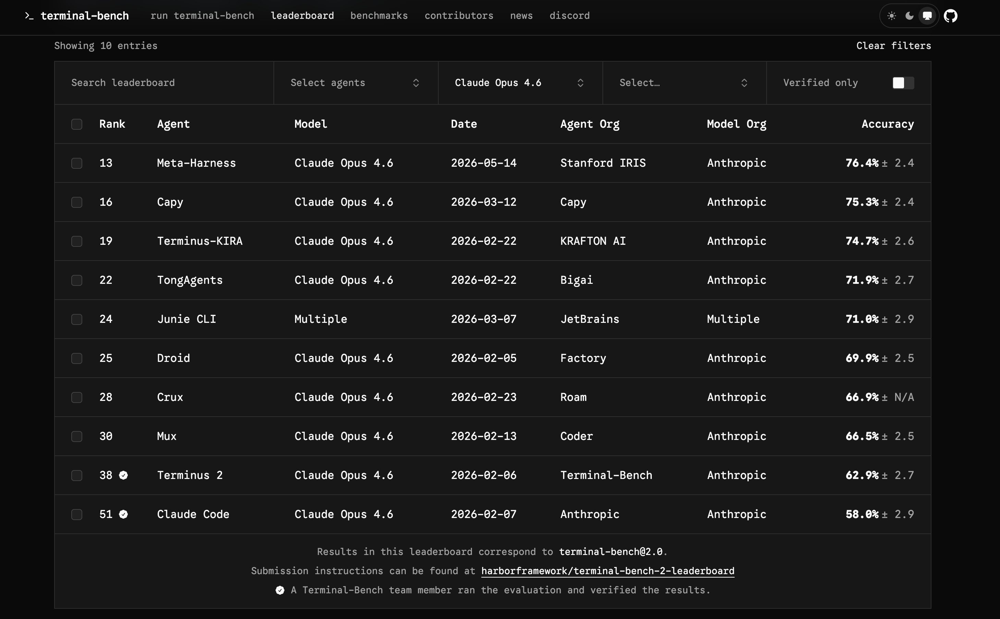 >_ terminal-bench run terminal-bench leaderboard benchmarks contributors news discord
Showing 10 entries Clear filters
Search leaderboard Select agents Claude Opus 4.6 Select… Verified only
Rank Agent Model Date Agent Org Model Org Accuracy
13 Meta-Harness Claude Opus 4.6 2026-05-14 Stanford IRIS Anthropic 76.4% ± 2.4
16 Capy Claude Opus 4.6 2026-03-12 Capy Anthropic 75.3% ± 2.4
19 Terminus-KIRA Claude Opus 4.6 2026-02-22 KRAFTON AI Anthropic 74.7% ± 2.6
22 TongAgents Claude Opus 4.6 2026-02-22 Bigai Anthropic 71.9% ± 2.7
24 Junie CLI Multiple 2026-03-07 JetBrains Multiple 71.0% ± 2.9
25 Droid Claude Opus 4.6 2026-02-05 Factory Anthropic 69.9% ± 2.5
28 Crux Claude Opus 4.6 2026-02-23 Roam Anthropic 66.9% ± N/A
30 Mux Claude Opus 4.6 2026-02-13 Coder Anthropic 66.5% ± 2.5
38 Terminus 2 Claude Opus 4.6 2026-02-06 Terminal-Bench Anthropic 62.9% ± 2.7
51 Claude Code Claude Opus 4.6 2026-02-07 Anthropic Anthropic 58.0% ± 2.9
Results in this leaderboard correspond to terminal-bench@2.0.
Submission instructions can be found at harborframework/terminal-bench-2-leaderboard
A Terminal-Bench team member ran the evaluation and verified the results.